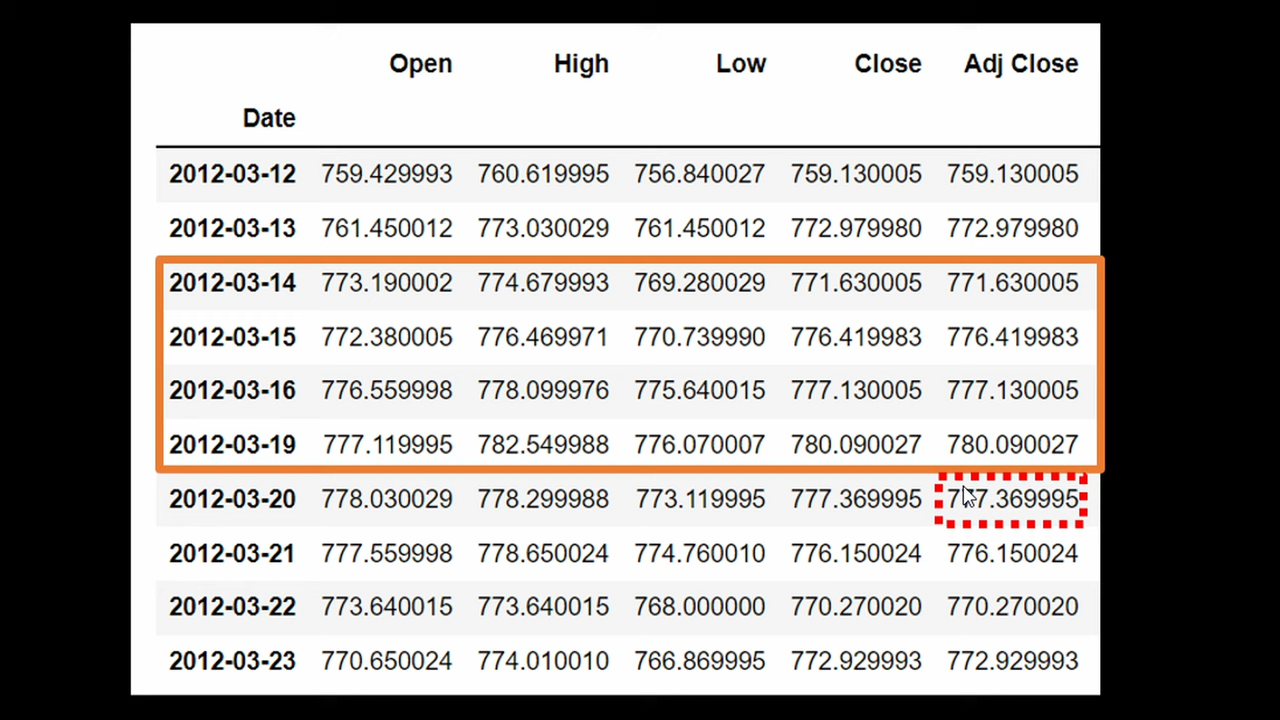 Open High Low Close Adj Close
Date
2012-03-12 759.429993 760.619995 756.840027 759.130005 759.130005
2012-03-13 761.450012 773.030029 761.450012 772.979980 772.979980
2012-03-14 773.190002 774.679993 769.280029 771.630005 771.630005
2012-03-15 772.380005 776.469971 770.739990 776.419983 776.419983
2012-03-16 776.559998 778.099976 775.640015 777.130005 777.130005
2012-03-19 777.119995 782.549988 776.070007 780.090027 780.090027
2012-03-20 778.030029 778.299988 773.119995 777.369995 777.369995
2012-03-21 777.559998 778.650024 774.760010 776.150024 776.150024
2012-03-22 773.640015 773.640015 768.000000 770.270020 770.270020
2012-03-23 770.650024 774.010010 766.869995 772.929993 772.929993